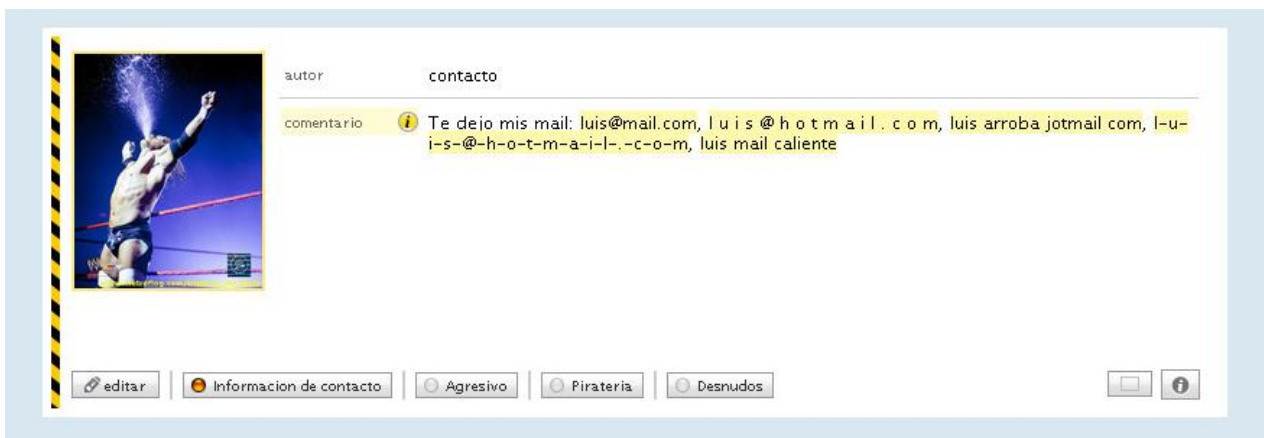 autor contacto
comentario Te dejo mis mail: luis@mail.com, l u i s @ h o t m a i l . c o m, luis arroba jotmail com, l-u-
i-s-@-h-o-t-m-a-i-l-.-c-o-m, luis mail caliente
editar Informacion de contacto Agresivo Pirateria Desnudos